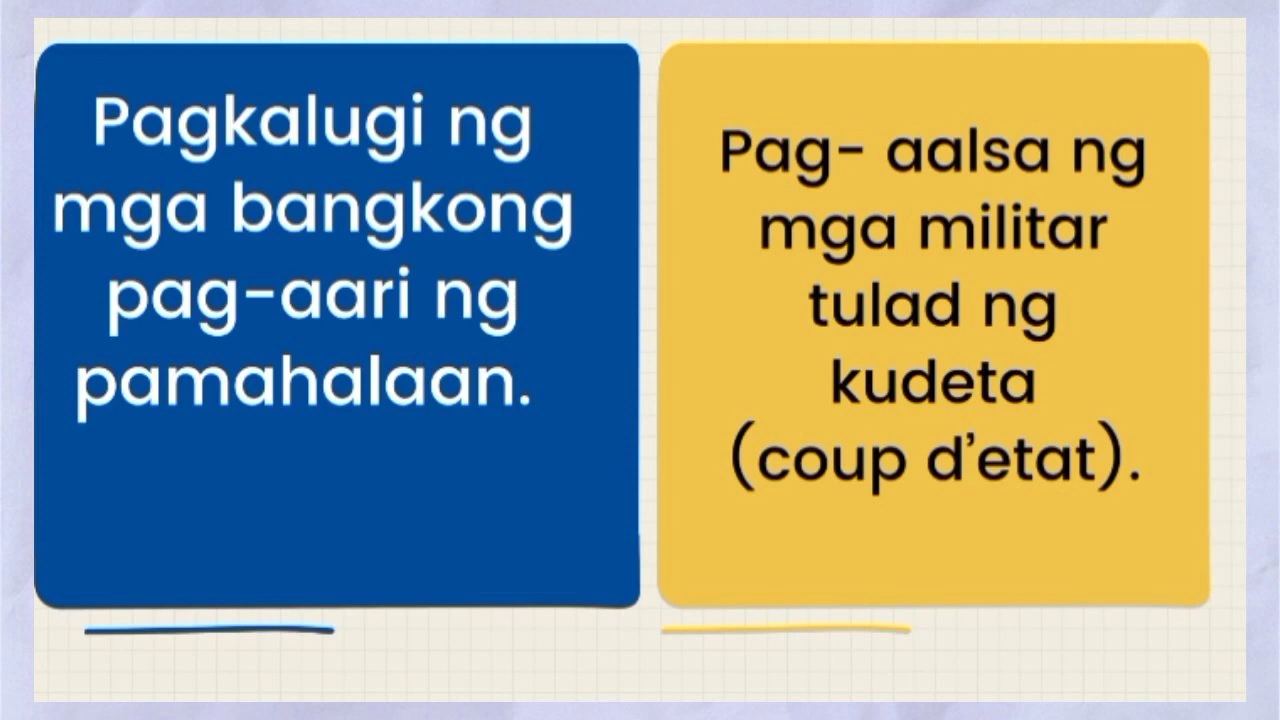 Pagkalugi ng
mga bangkong
pag-aari ng
pamahalaan.
Pag- aalsa ng
mga militar
tulad ng
kudeta
(coup d’etat).